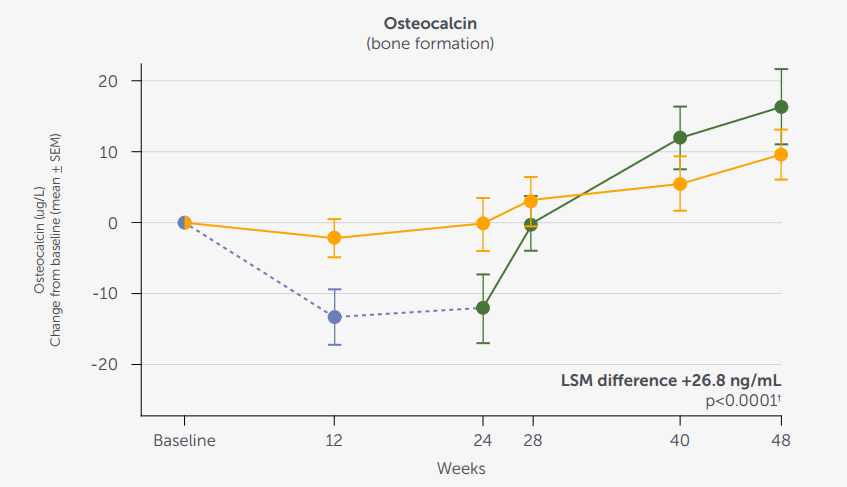 Osteocalcin
(bone formation)
Osteocalcin (ug/L)
Change from baseline (mean ± SEM)
20
10
0
-10
-20
LSM difference +26.8 ng/mL
p<0.0001†
Baseline 12 24 28 40 48
Weeks